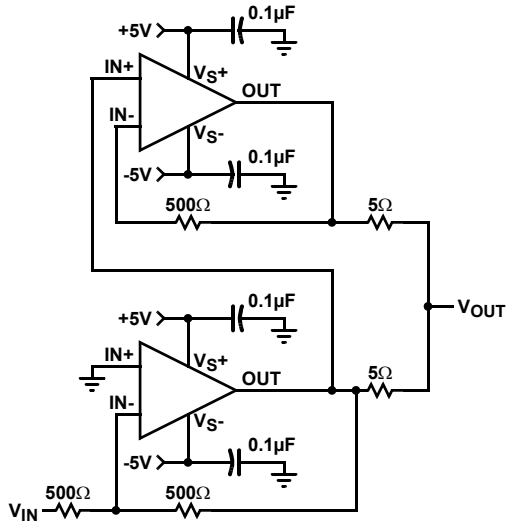 0.1µF
+5V
IN+
VS+
OUT
IN-
VS-
0.1µF
-5V
500Ω
5Ω
VOUT
0.1µF
+5V
IN+
VS+
OUT
5Ω
IN-
VS-
0.1µF
-5V
500Ω
500Ω
VIN